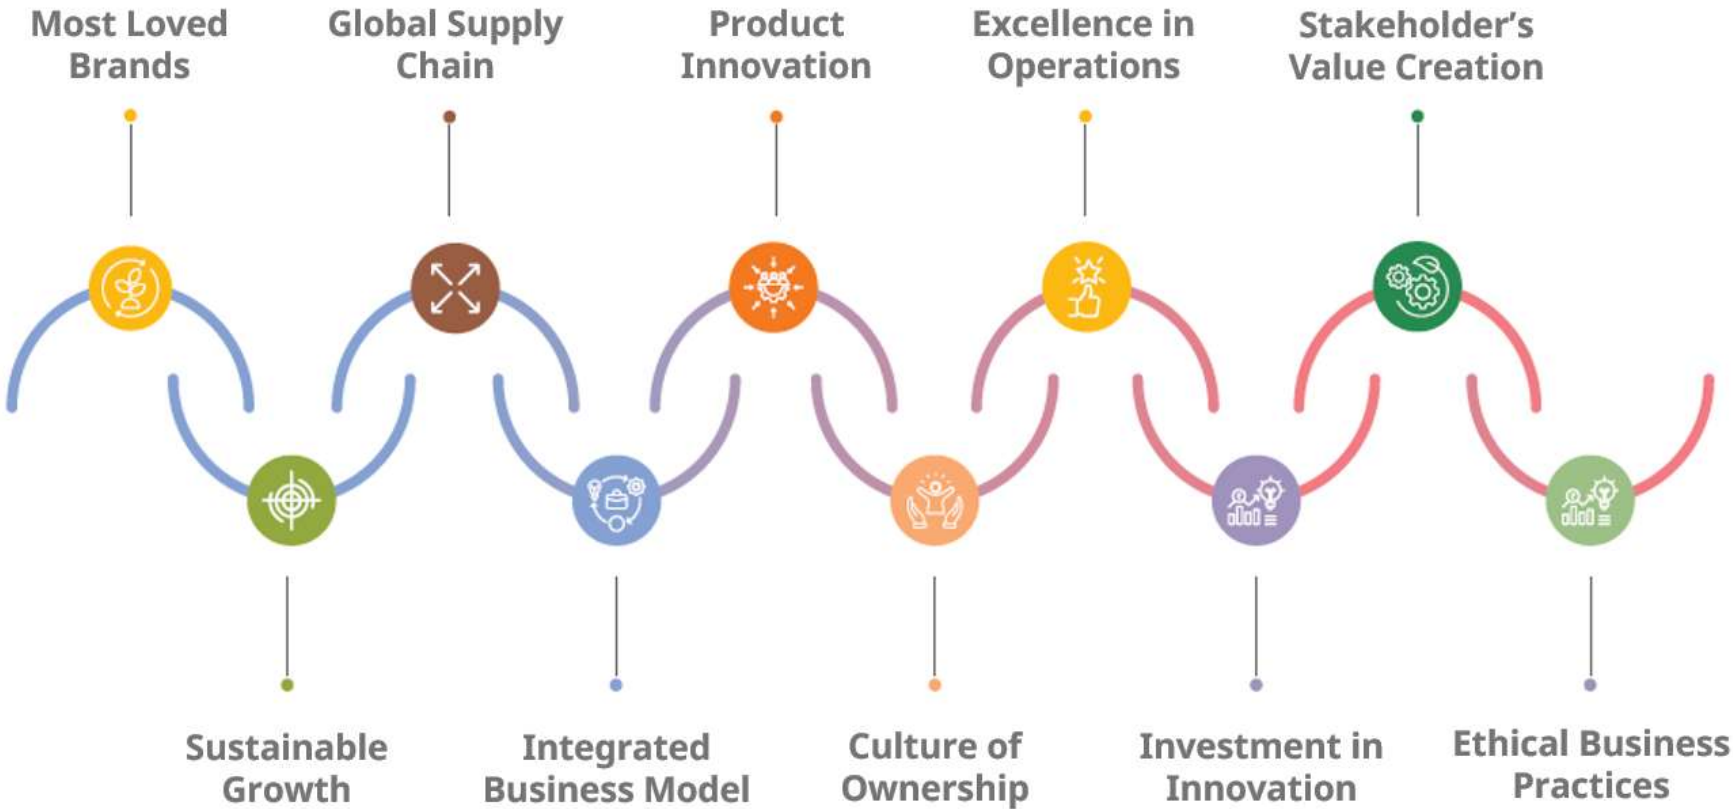 Most Loved
Brands
Global Supply
Chain
Product
Innovation
Excellence in
Operations
Stakeholder’s
Value Creation
Sustainable
Growth
Integrated
Business Model
Culture of
Ownership
Investment in
Innovation
Ethical Business
Practices